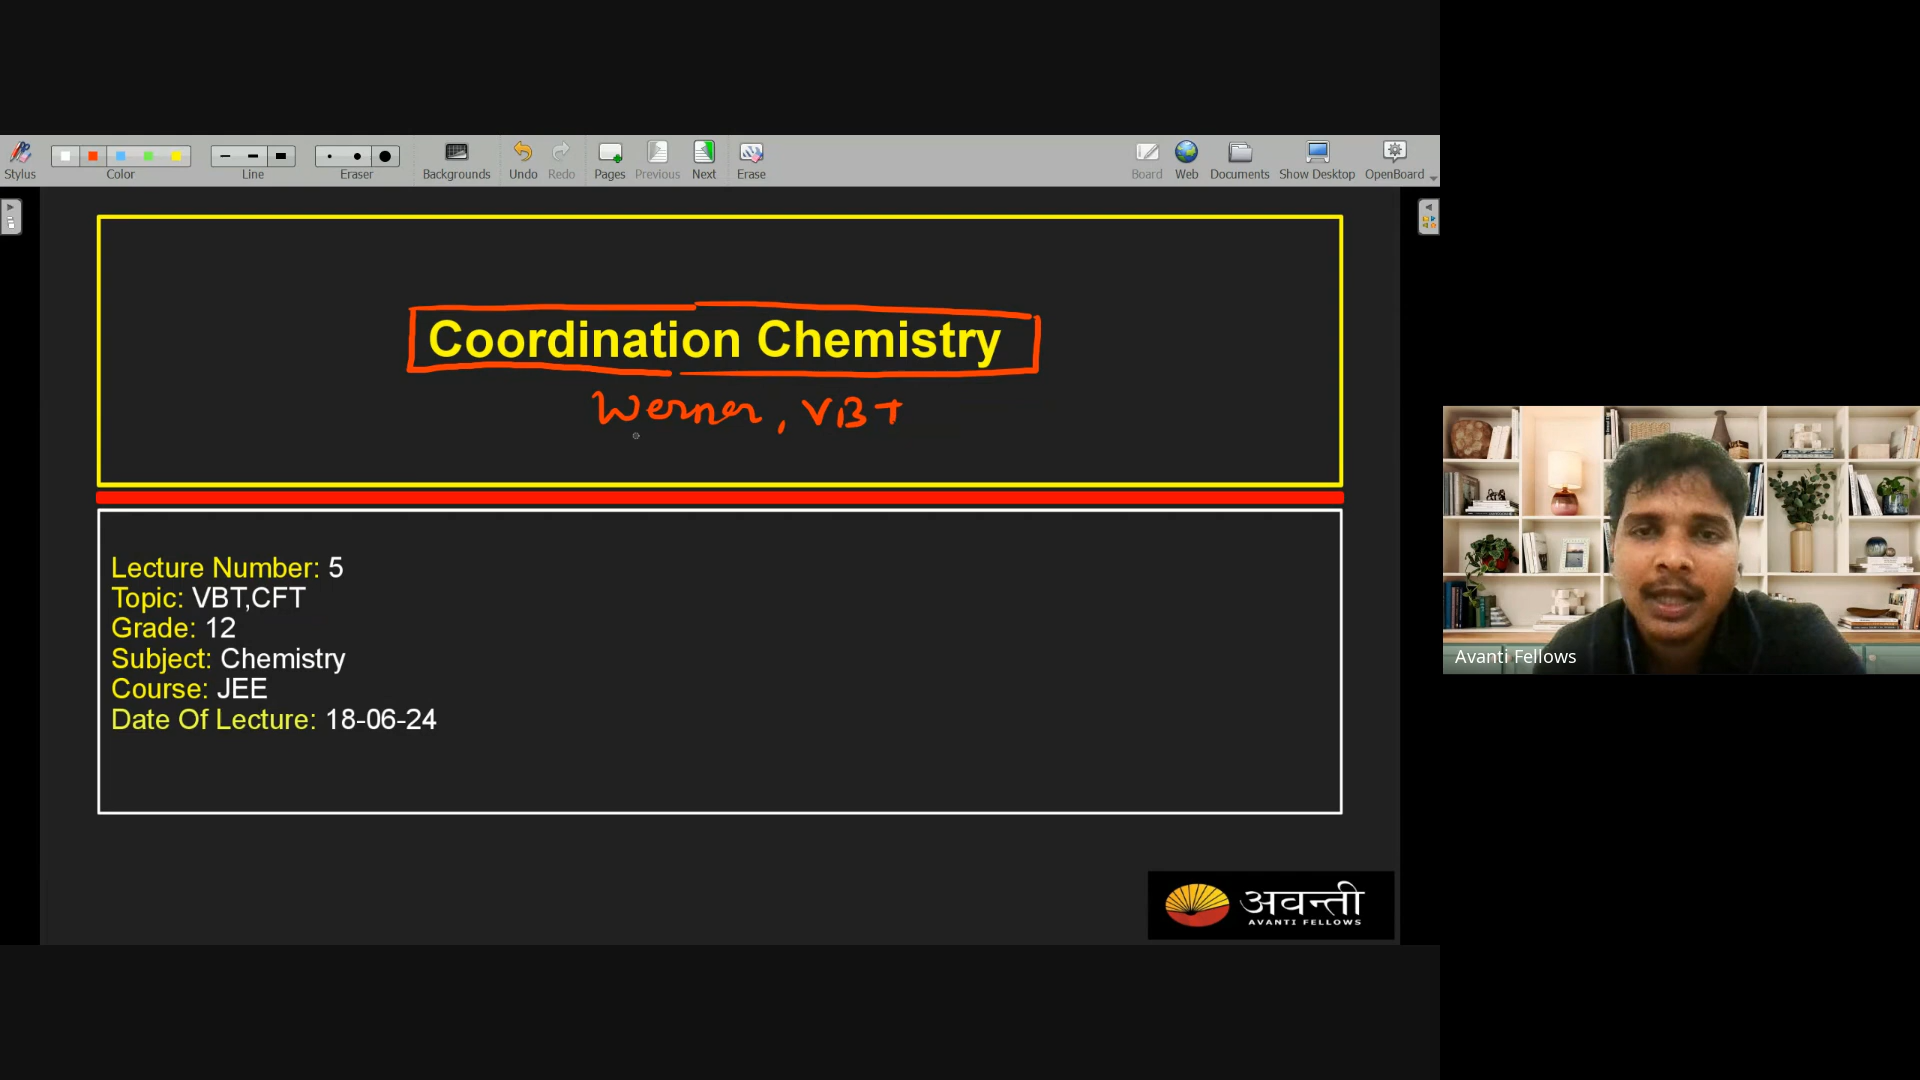 Stylus Color Line Eraser Backgrounds Undo Redo Pages Previous Next Erase Board Web Documents Show Desktop OpenBoard
Coordination Chemistry
Werner, VBT
Lecture Number: 5
Topic: VBT,CFT
Grade: 12
Subject: Chemistry
Course: JEE
Date Of Lecture: 18-06-24
Avanti Fellows
अवन्ती
AVANTI FELLOWS